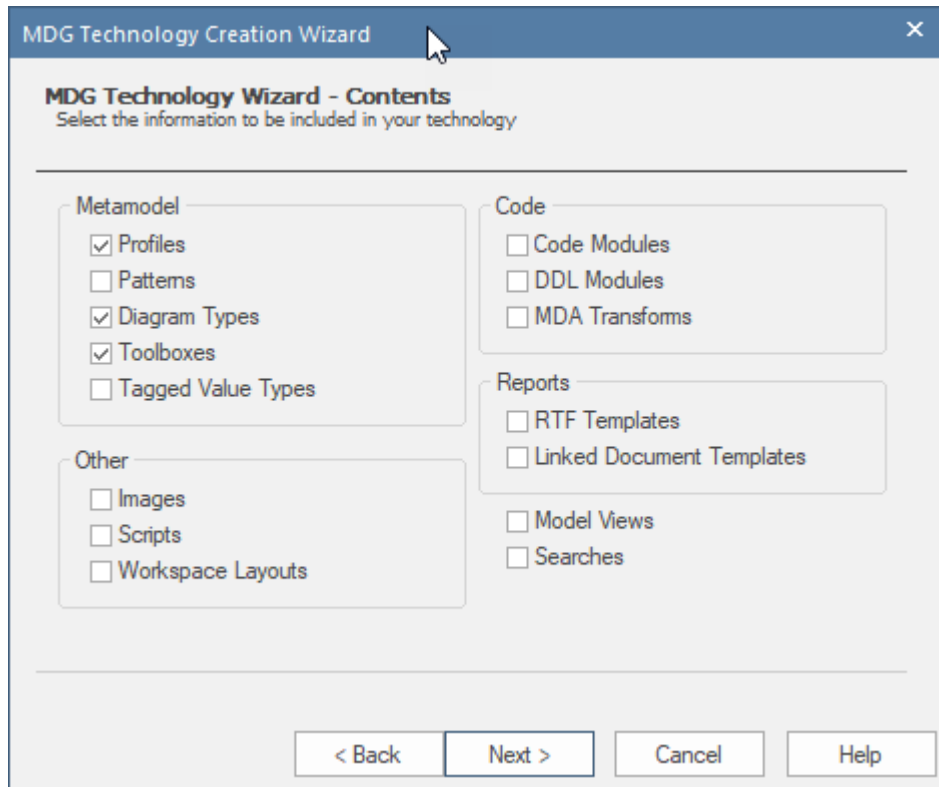 MDG Technology Creation Wizard
MDG Technology Wizard - Contents
Select the information to be included in your technology
Metamodel
Profiles
Patterns
Diagram Types
Toolboxes
Tagged Value Types
Other
Images
Scripts
Workspace Layouts
Code
Code Modules
DDL Modules
MDA Transforms
Reports
RTF Templates
Linked Document Templates
Model Views
Searches
< Back Next > Cancel Help